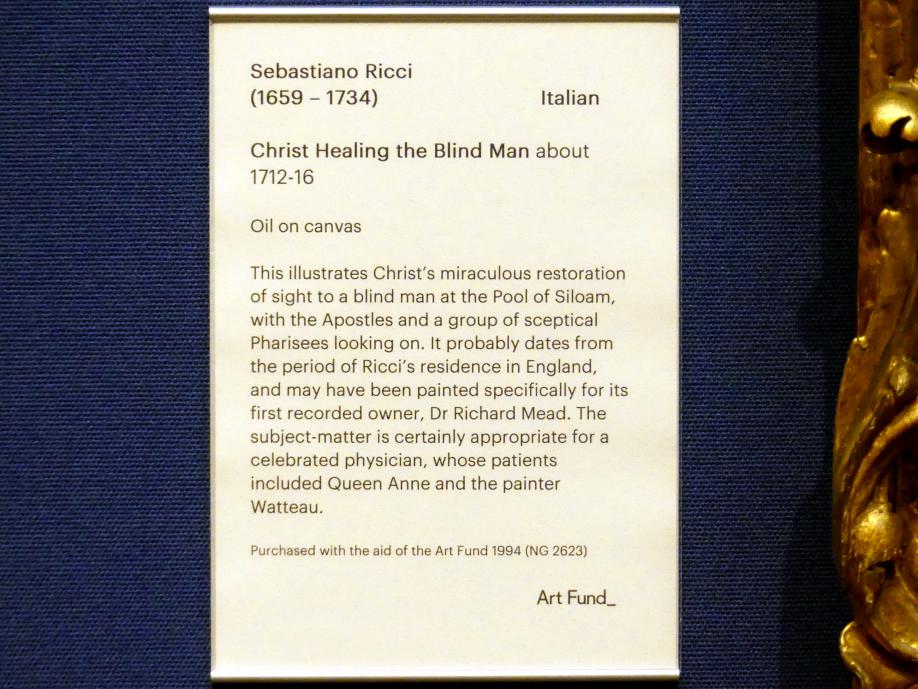 Sebastiano Ricci
(1659 – 1734) Italian
Christ Healing the Blind Man about
1712-16
Oil on canvas
This illustrates Christ's miraculous restoration
of sight to a blind man at the Pool of Siloam,
with the Apostles and a group of sceptical
Pharisees looking on. It probably dates from
the period of Ricci's residence in England,
and may have been painted specifically for its
first recorded owner, Dr Richard Mead. The
subject-matter is certainly appropriate for a
celebrated physician, whose patients
included Queen Anne and the painter
Watteau.
Purchased with the aid of the Art Fund 1994 (NG 2623)
Art Fund_